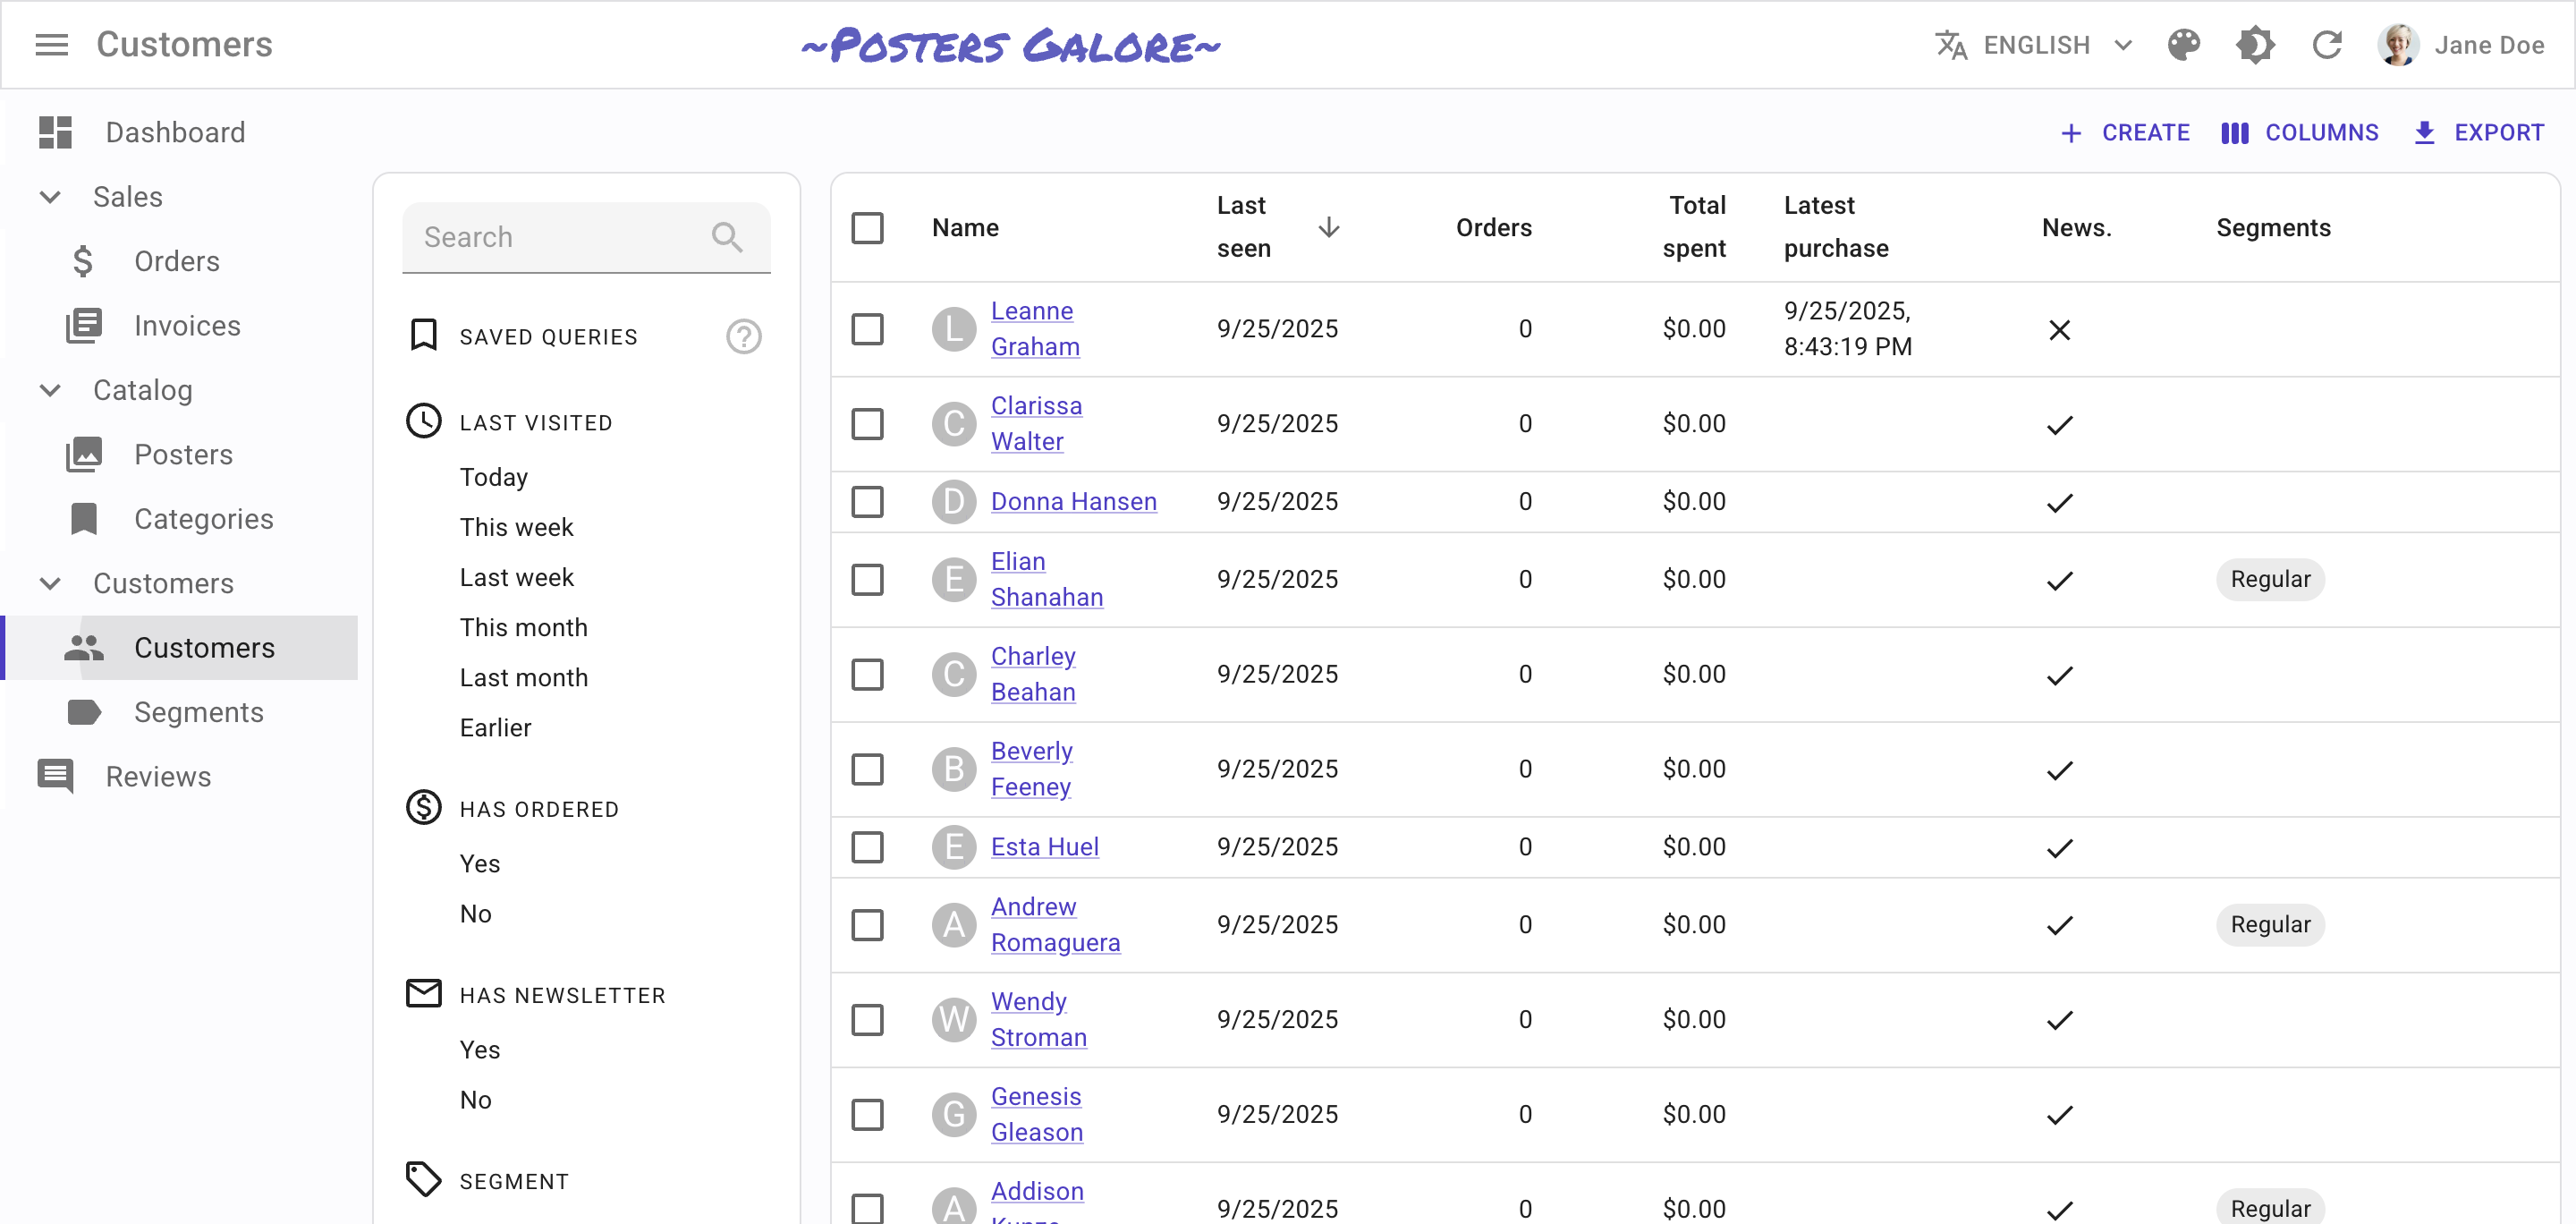 Customers
~Posters Galore~
ENGLISH
Jane Doe
Dashboard
Sales
Orders
Invoices
Catalog
Posters
Categories
Customers
Customers
Segments
Reviews
CREATE
COLUMNS
EXPORT
Search
SAVED QUERIES
?
LAST VISITED
Today
This week
Last week
This month
Last month
Earlier
HAS ORDERED
Yes
No
HAS NEWSLETTER
Yes
No
SEGMENT
Name
Last
seen
Orders
Total
spent
Latest
purchase
News.
Segments
L
Leanne
Graham
9/25/2025
0
$0.00
9/25/2025,
8:43:19 PM
C
Clarissa
Walter
9/25/2025
0
$0.00
D
Donna Hansen
9/25/2025
0
$0.00
E
Elian
Shanahan
9/25/2025
0
$0.00
Regular
C
Charley
Beahan
9/25/2025
0
$0.00
B
Beverly
Feeney
9/25/2025
0
$0.00
E
Esta Huel
9/25/2025
0
$0.00
A
Andrew
Romaguera
9/25/2025
0
$0.00
Regular
W
Wendy
Stroman
9/25/2025
0
$0.00
G
Genesis
Gleason
9/25/2025
0
$0.00
A
Addison
9/25/2025
0
$0.00
Regular